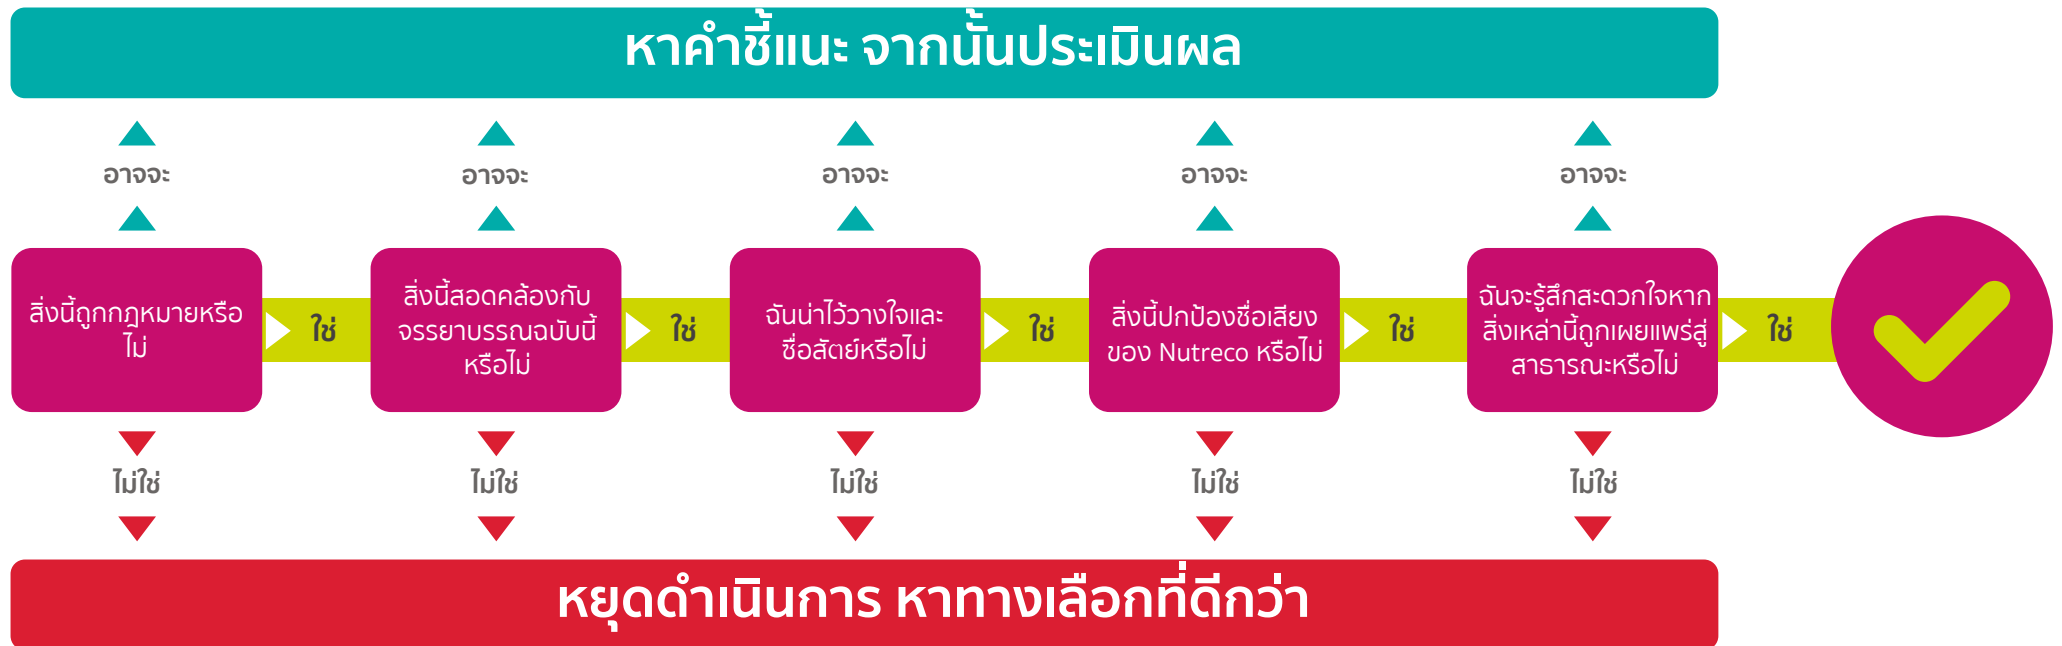 หาคำชี้แนะ จากนั้นประเมินผล
อาจจะ
อาจจะ
อาจจะ
อาจจะ
อาจจะ
สิ่งนี้ถูกกฎหมายหรือ
ไม่
ใช่
สิ่งนี้สอดคล้องกับ
จรรยาบรรณฉบับนี้
หรือไม่
ใช่
ฉันน่าไว้วางใจและ
ซื่อสัตย์หรือไม่
ใช่
สิ่งนี้ปกป้องชื่อเสียง
ของ Nutreco หรือไม่
ใช่
ฉันจะรู้สึกสะดวกใจหาก
สิ่งเหล่านี้ถูกเผยแพร่สู่
สาธารณะหรือไม่
ใช่
ไม่ใช่
ไม่ใช่
ไม่ใช่
ไม่ใช่
ไม่ใช่
หยุดดำเนินการ หาทางเลือกที่ดีกว่า